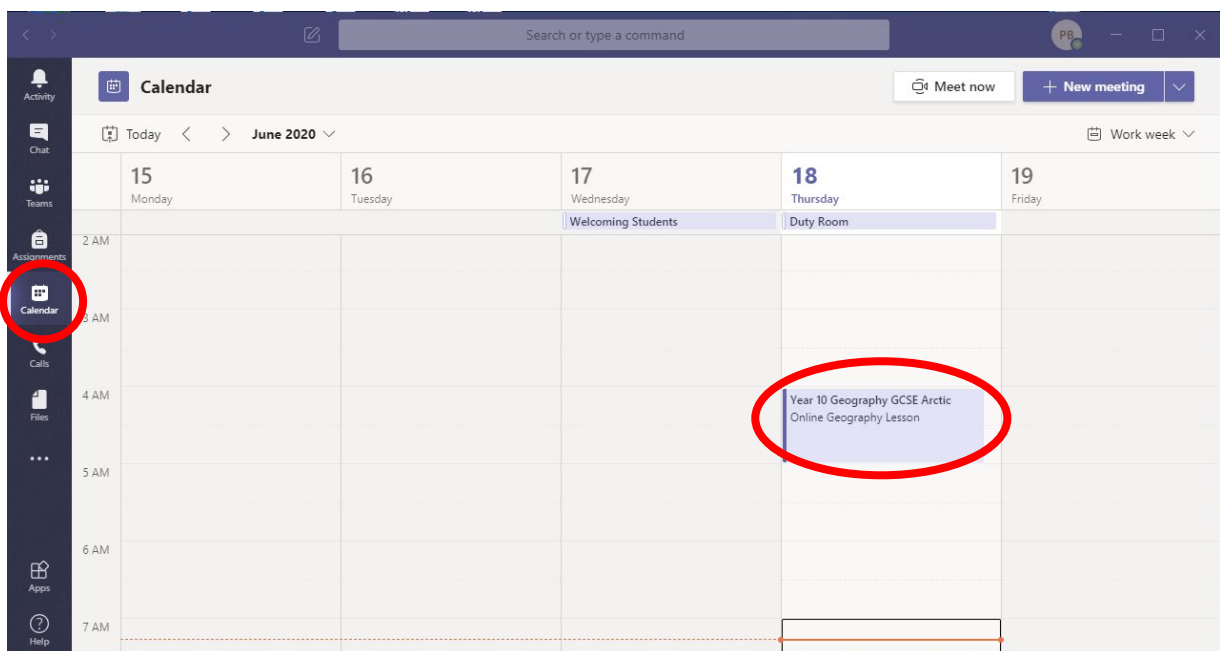 Search or type a command
PB
Activity
Chat
Teams
Assignments
Calendar
Calls
Files
Apps
Help
Calendar
Meet now
+ New meeting
Today
June 2020
Work week
15
Monday
16
Tuesday
17
Wednesday
18
Thursday
19
Friday
Welcoming Students
Duty Room
2 AM
3 AM
4 AM
Year 10 Geography GCSE Arctic
Online Geography Lesson
5 AM
6 AM
7 AM